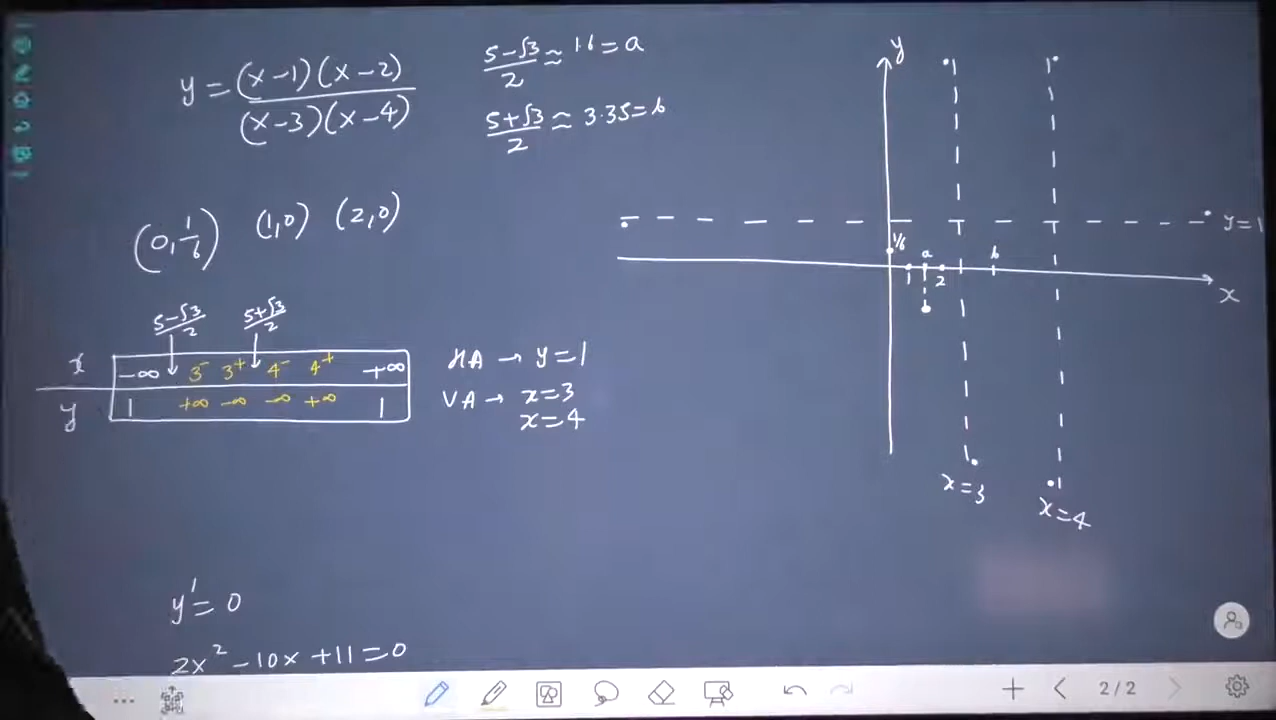 y = (x-1)(x-2) / (x-3)(x-4)
5-√3 / 2 ≈ 1.6 = a
5+√3 / 2 ≈ 3.35 = b
(0, 1/6) (1,0) (2,0)
5-√3 / 2 5+√3 / 2
x -∞ 3⁻ 3⁺ 4⁻ 4⁺ +∞
y 1 +∞ -∞ -∞ +∞ 1
HA → y = 1
VA → x = 3
x = 4
y' = 0
2x² - 10x + 11 = 0
y
y = 1
1/6 a b
1 2
x
x = 3
x = 4
2/2